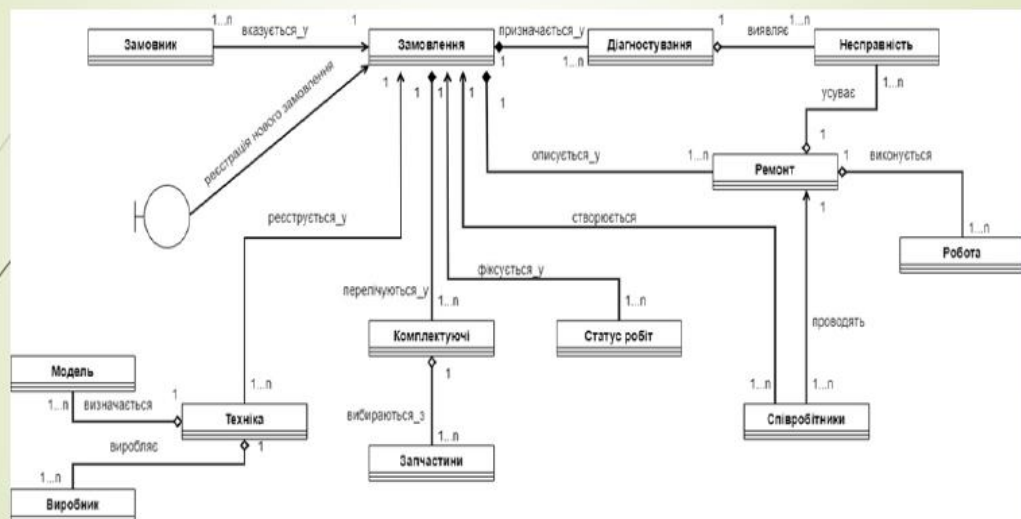 1...n
вказується_у
1
Замовник
Замовлення
призначається_у
1
1...n
Діагностування
1
виявляє
1...n
Несправність
1...n
реєстрація нового замовлення
1
1
1
1
1
усуває
1
описується_у
1...n
Ремонт
1
виконується
1
реєструється_у
створюється
1...n
Робота
фіксується_у
перелічуються_у
1...n
1...n
проводять
Комплектуючі
Статус робіт
1
Модель
1...n
визначається
1
1...n
Техніка
1
вибираються_з
1...n
1...n
1...n
Співробітники
виробляє
Запчастини
1...n
Виробник